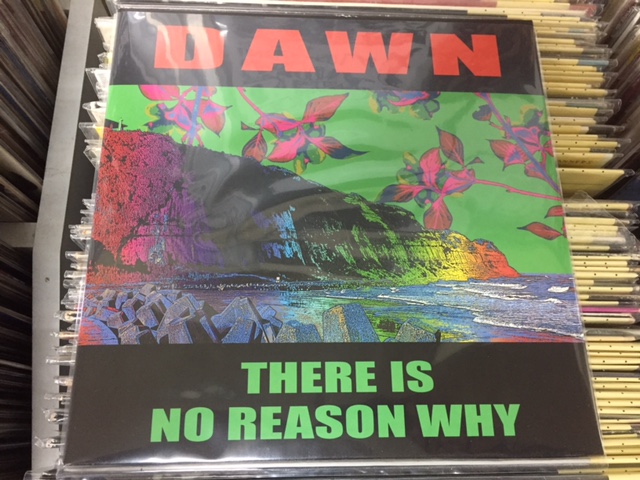 DAWN
THERE IS
NO REASON WHY